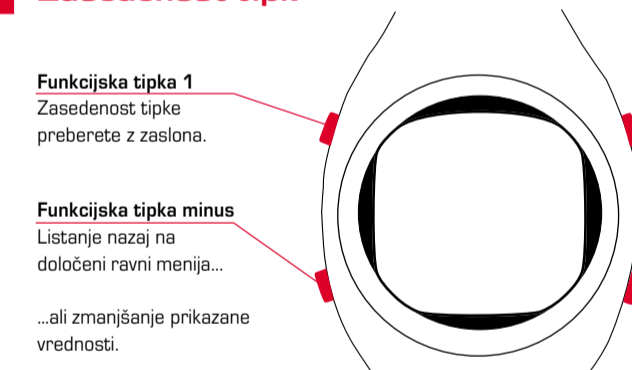 Funkcijska tipka 1
Zasedenost tipke
preberete z zaslona.
Funkcijska tipka minus
Listanje nazaj na
določeni ravni menija...
...ali zmanjšanje prikazane
vrednosti.